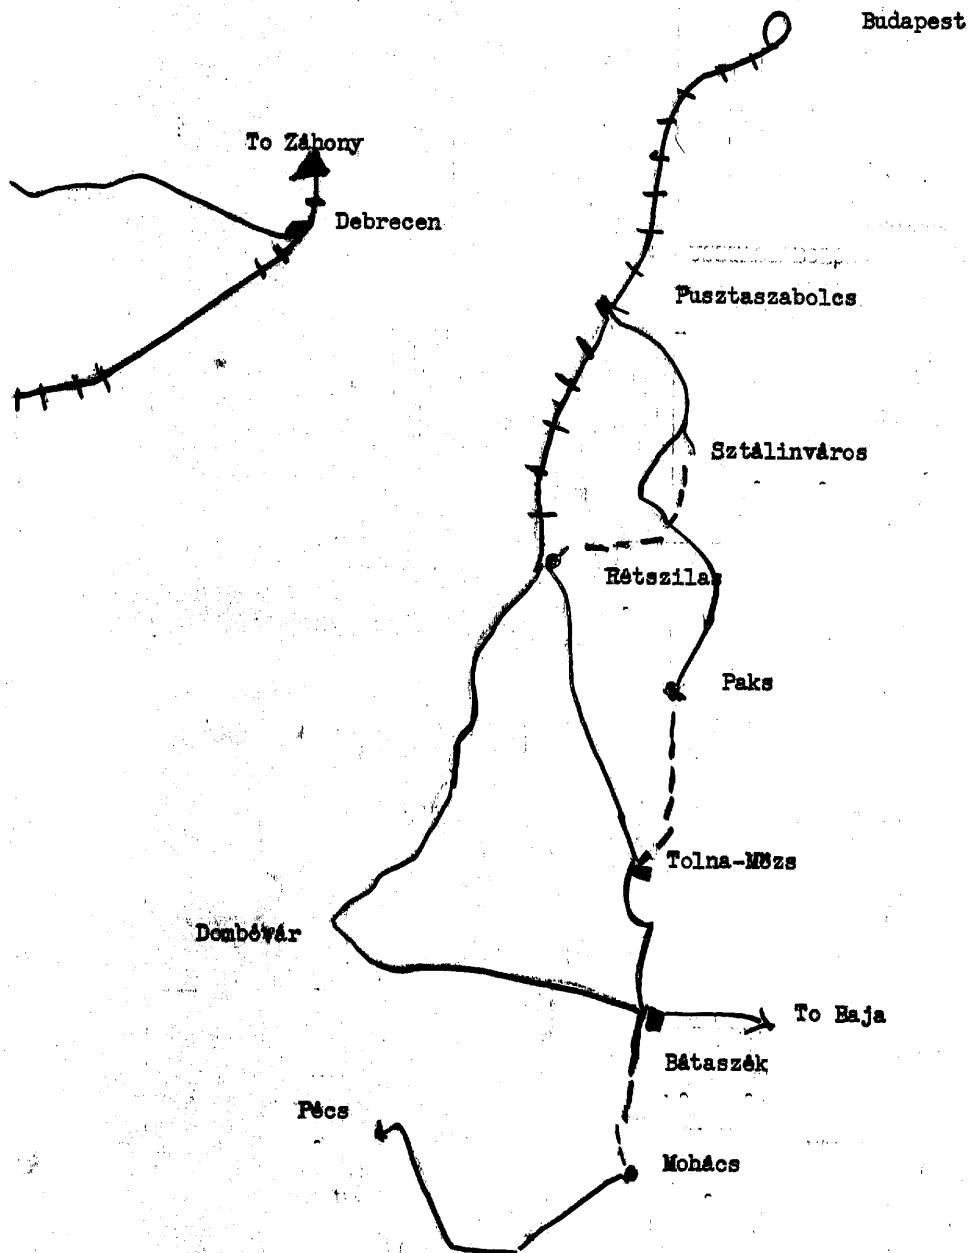 Budapest
To Záhony
Debrecen
Pusztaszabolcs
Sztálinváros
Rétszilas
Paks
Tolna-Mözs
Dombóvár
To Baja
Bátaszék
Pécs
Mohács